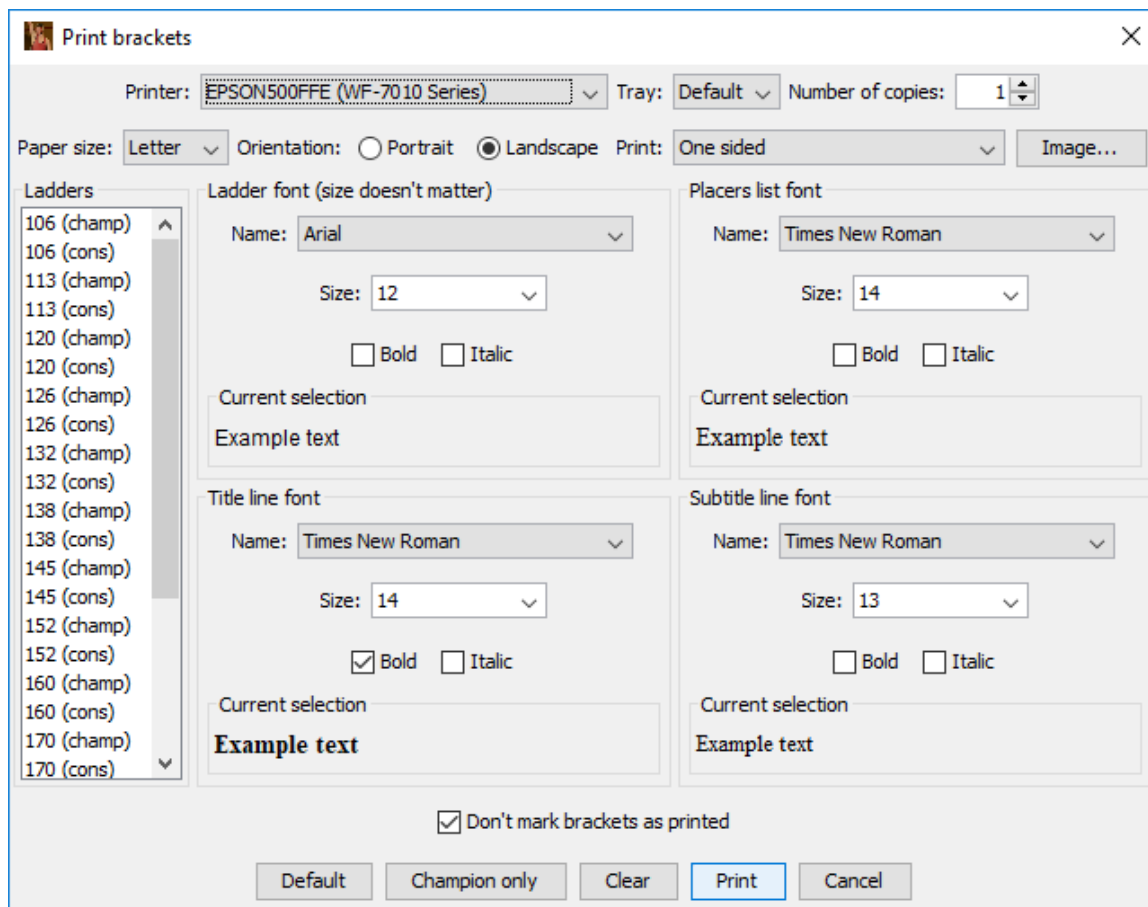 Print brackets
Printer: EPSON500FFE (WF-7010 Series) Tray: Default Number of copies: 1
Paper size: Letter Orientation: Portrait Landscape Print: One sided Image...
Ladders
106 (champ)
106 (cons)
113 (champ)
113 (cons)
120 (champ)
120 (cons)
126 (champ)
126 (cons)
132 (champ)
132 (cons)
138 (champ)
138 (cons)
145 (champ)
145 (cons)
152 (champ)
152 (cons)
160 (champ)
160 (cons)
170 (champ)
170 (cons)
Ladder font (size doesn't matter)
Name: Arial
Size: 12
Bold Italic
Current selection
Example text
Placers list font
Name: Times New Roman
Size: 14
Bold Italic
Current selection
Example text
Title line font
Name: Times New Roman
Size: 14
Bold Italic
Current selection
Example text
Subtitle line font
Name: Times New Roman
Size: 13
Bold Italic
Current selection
Example text
Don't mark brackets as printed
Default Champion only Clear Print Cancel